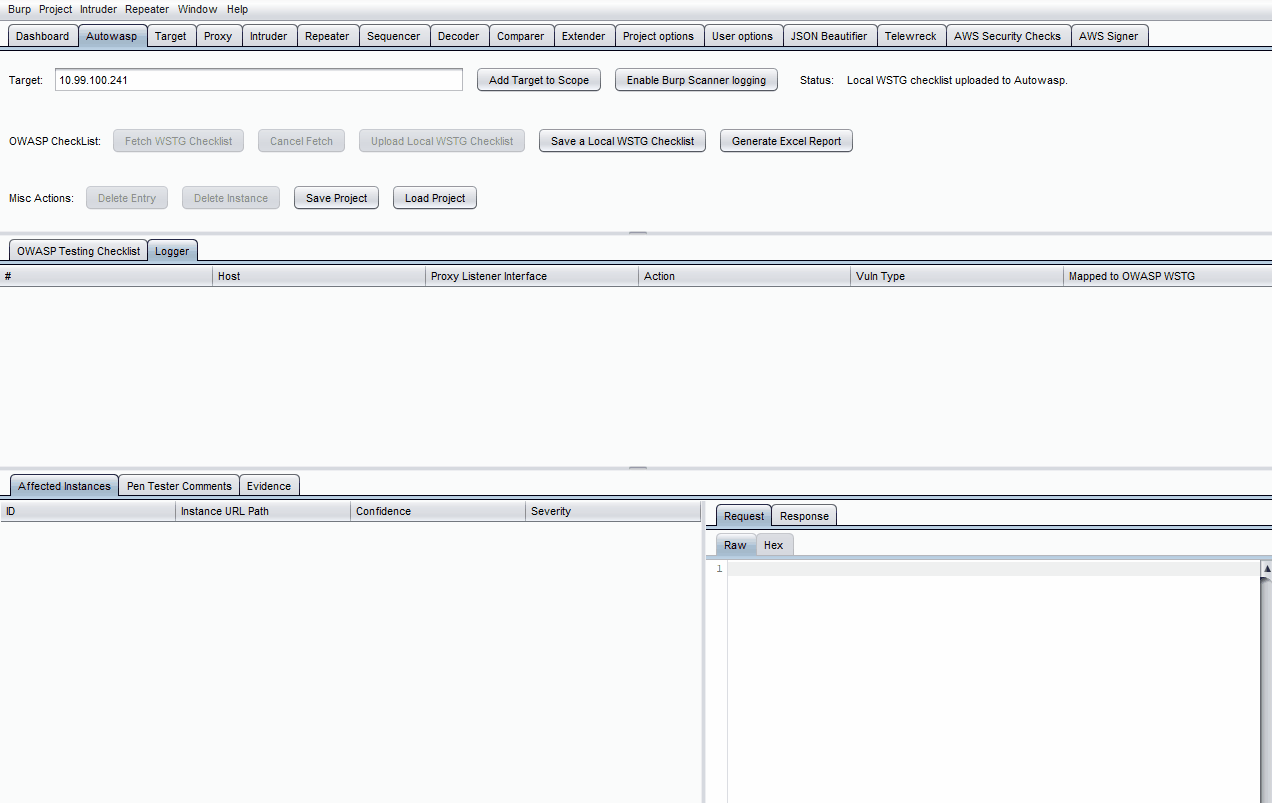 Burp Project Intruder Repeater Window Help
Dashboard Autowasp Target Proxy Intruder Repeater Sequencer Decoder Comparer Extender Project options User options JSON Beautifier Telewreck AWS Security Checks AWS Signer
Target: 10.99.100.241 Add Target to Scope Enable Burp Scanner logging Status: Local WSTG checklist uploaded to Autowasp.
OWASP CheckList: Fetch WSTG Checklist Cancel Fetch Upload Local WSTG Checklist Save a Local WSTG Checklist Generate Excel Report
Misc Actions: Delete Entry Delete Instance Save Project Load Project
OWASP Testing Checklist Logger
# Host Proxy Listener Interface Action Vuln Type Mapped to OWASP WSTG
Affected Instances Pen Tester Comments Evidence
ID Instance URL Path Confidence Severity
Request Response
Raw Hex
1